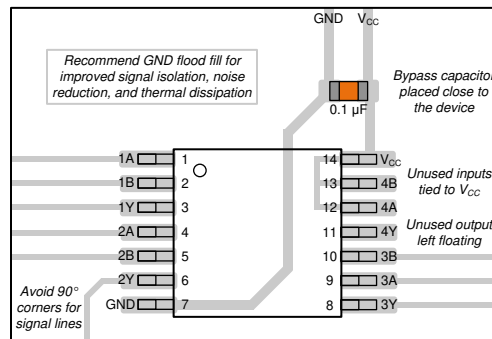 GND VCC
Recommend GND flood fill for
improved signal isolation, noise
reduction, and thermal dissipation
Bypass capacitor
placed close to
the device
0.1 µF
1A 1 14 VCC
1B 2 13 4B
1Y 3 12 4A
2A 4 11 4Y
2B 5 10 3B
2Y 6 9 3A
GND 7 8 3Y
Unused inputs
tied to VCC
Unused output
left floating
Avoid 90°
corners for
signal lines